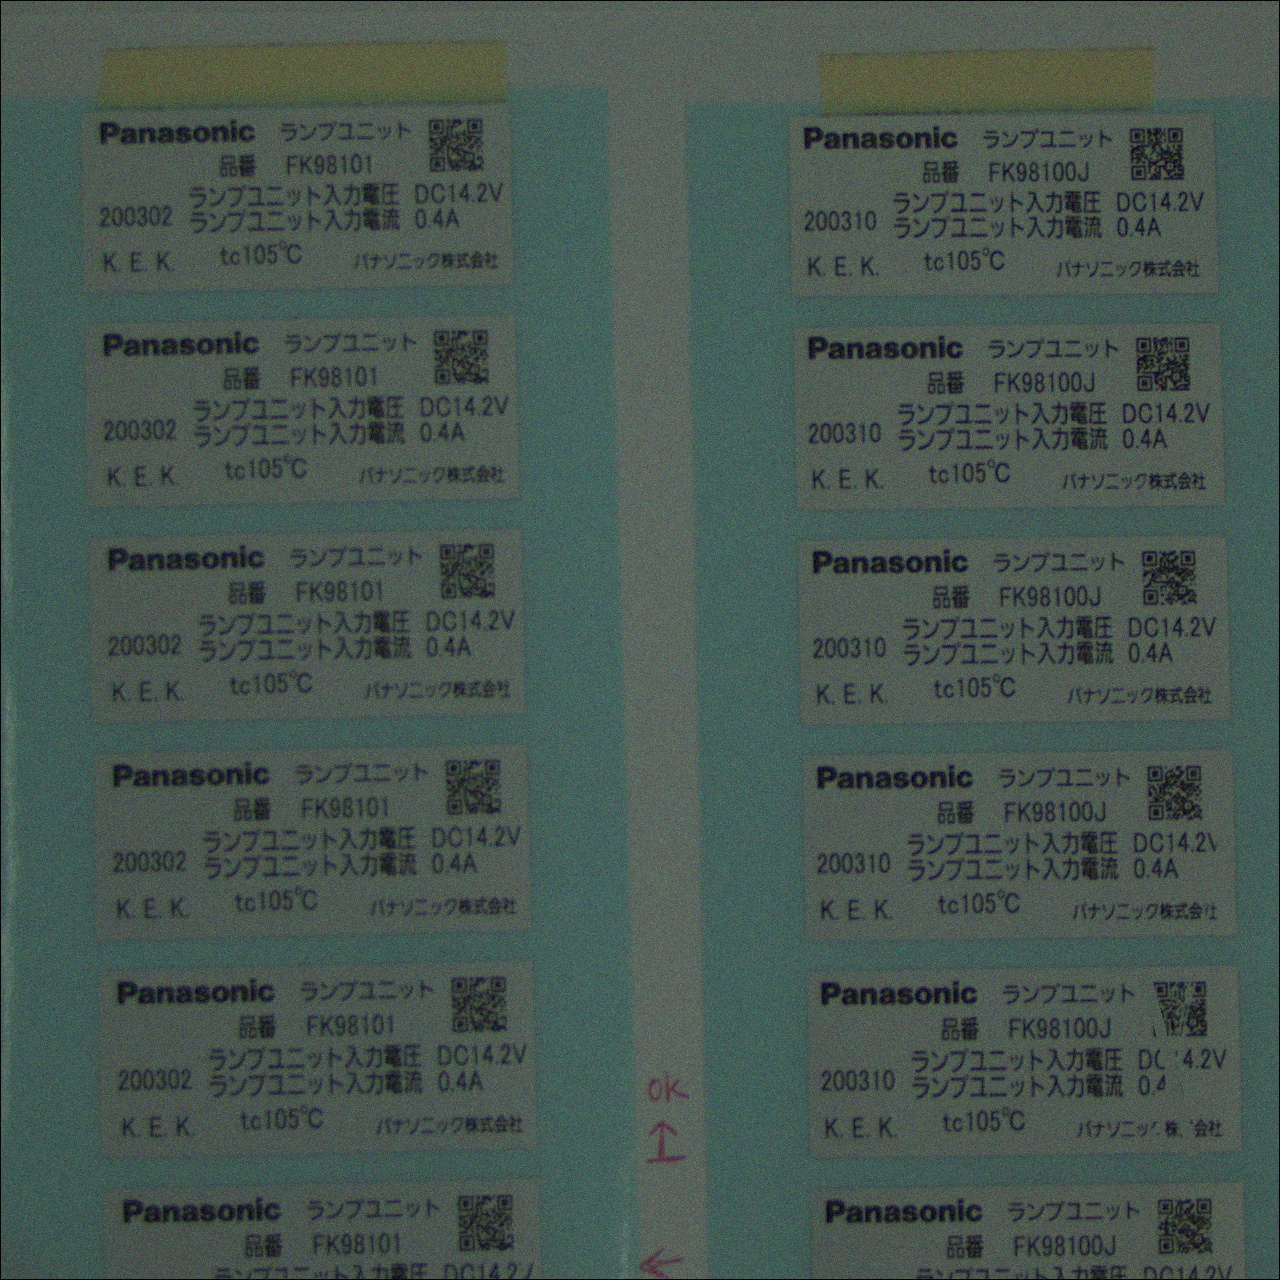 Panasonic ランプユニット
品番 FK98101
ランプユニット入力電圧 DC14.2V
200302 ランプユニット入力電流 0.4A
K. E. K. tc105℃ パナソニック株式会社
Panasonic ランプユニット
品番 FK98101
ランプユニット入力電圧 DC14.2V
200302 ランプユニット入力電流 0.4A
K. E. K. tc105℃ パナソニック株式会社
Panasonic ランプユニット
品番 FK98101
ランプユニット入力電圧 DC14.2V
200302 ランプユニット入力電流 0.4A
K. E. K. tc105℃ パナソニック株式会社
Panasonic ランプユニット
品番 FK98101
ランプユニット入力電圧 DC14.2V
200302 ランプユニット入力電流 0.4A
K. E. K. tc105℃ パナソニック株式会社
Panasonic ランプユニット
品番 FK98101
ランプユニット入力電圧 DC14.2V
200302 ランプユニット入力電流 0.4A
K. E. K. tc105℃ パナソニック株式会社
Panasonic ランプユニット
品番 FK98101
ランプユニット入力電圧
ok
Panasonic ランプユニット
品番 FK98100J
ランプユニット入力電圧 DC14.2V
200310 ランプユニット入力電流 0.4A
K. E. K. tc105℃ パナソニック株式会社
Panasonic ランプユニット
品番 FK98100J
ランプユニット入力電圧 DC14.2V
200310 ランプユニット入力電流 0.4A
K. E. K. tc105℃ パナソニック株式会社
Panasonic ランプユニット
品番 FK98100J
ランプユニット入力電圧 DC14.2V
200310 ランプユニット入力電流 0.4A
K. E. K. tc105℃ パナソニック株式会社
Panasonic ランプユニット
品番 FK98100J
ランプユニット入力電圧 DC14.2V
200310 ランプユニット入力電流 0.4A
K. E. K. tc105℃ パナソニック株式会社
Panasonic ランプユニット
品番 FK98100J
ランプユニット入力電圧
200310 ランプユニット入力電流
K. E. K. tc105℃
Panasonic ランプユニット
品番 FK98100J
ランプユニット入力電圧 DC14.2V